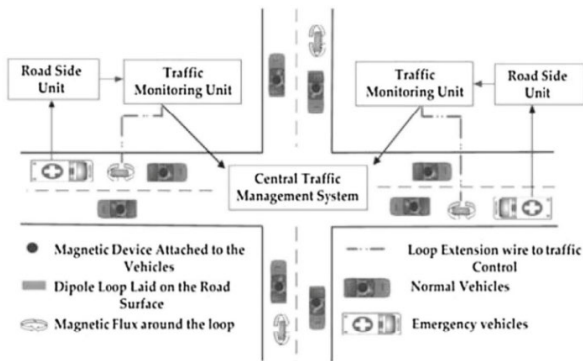 Road Side
Unit
Traffic
Monitoring Unit
Traffic
Monitoring Unit
Road Side
Unit
Central Traffic
Management System
Magnetic Device Attached to the
Vehicles
Dipole Loop Laid on the Road
Surface
Magnetic Flux around the loop
Loop Extension wire to traffic
Control
Normal Vehicles
Emergency vehicles